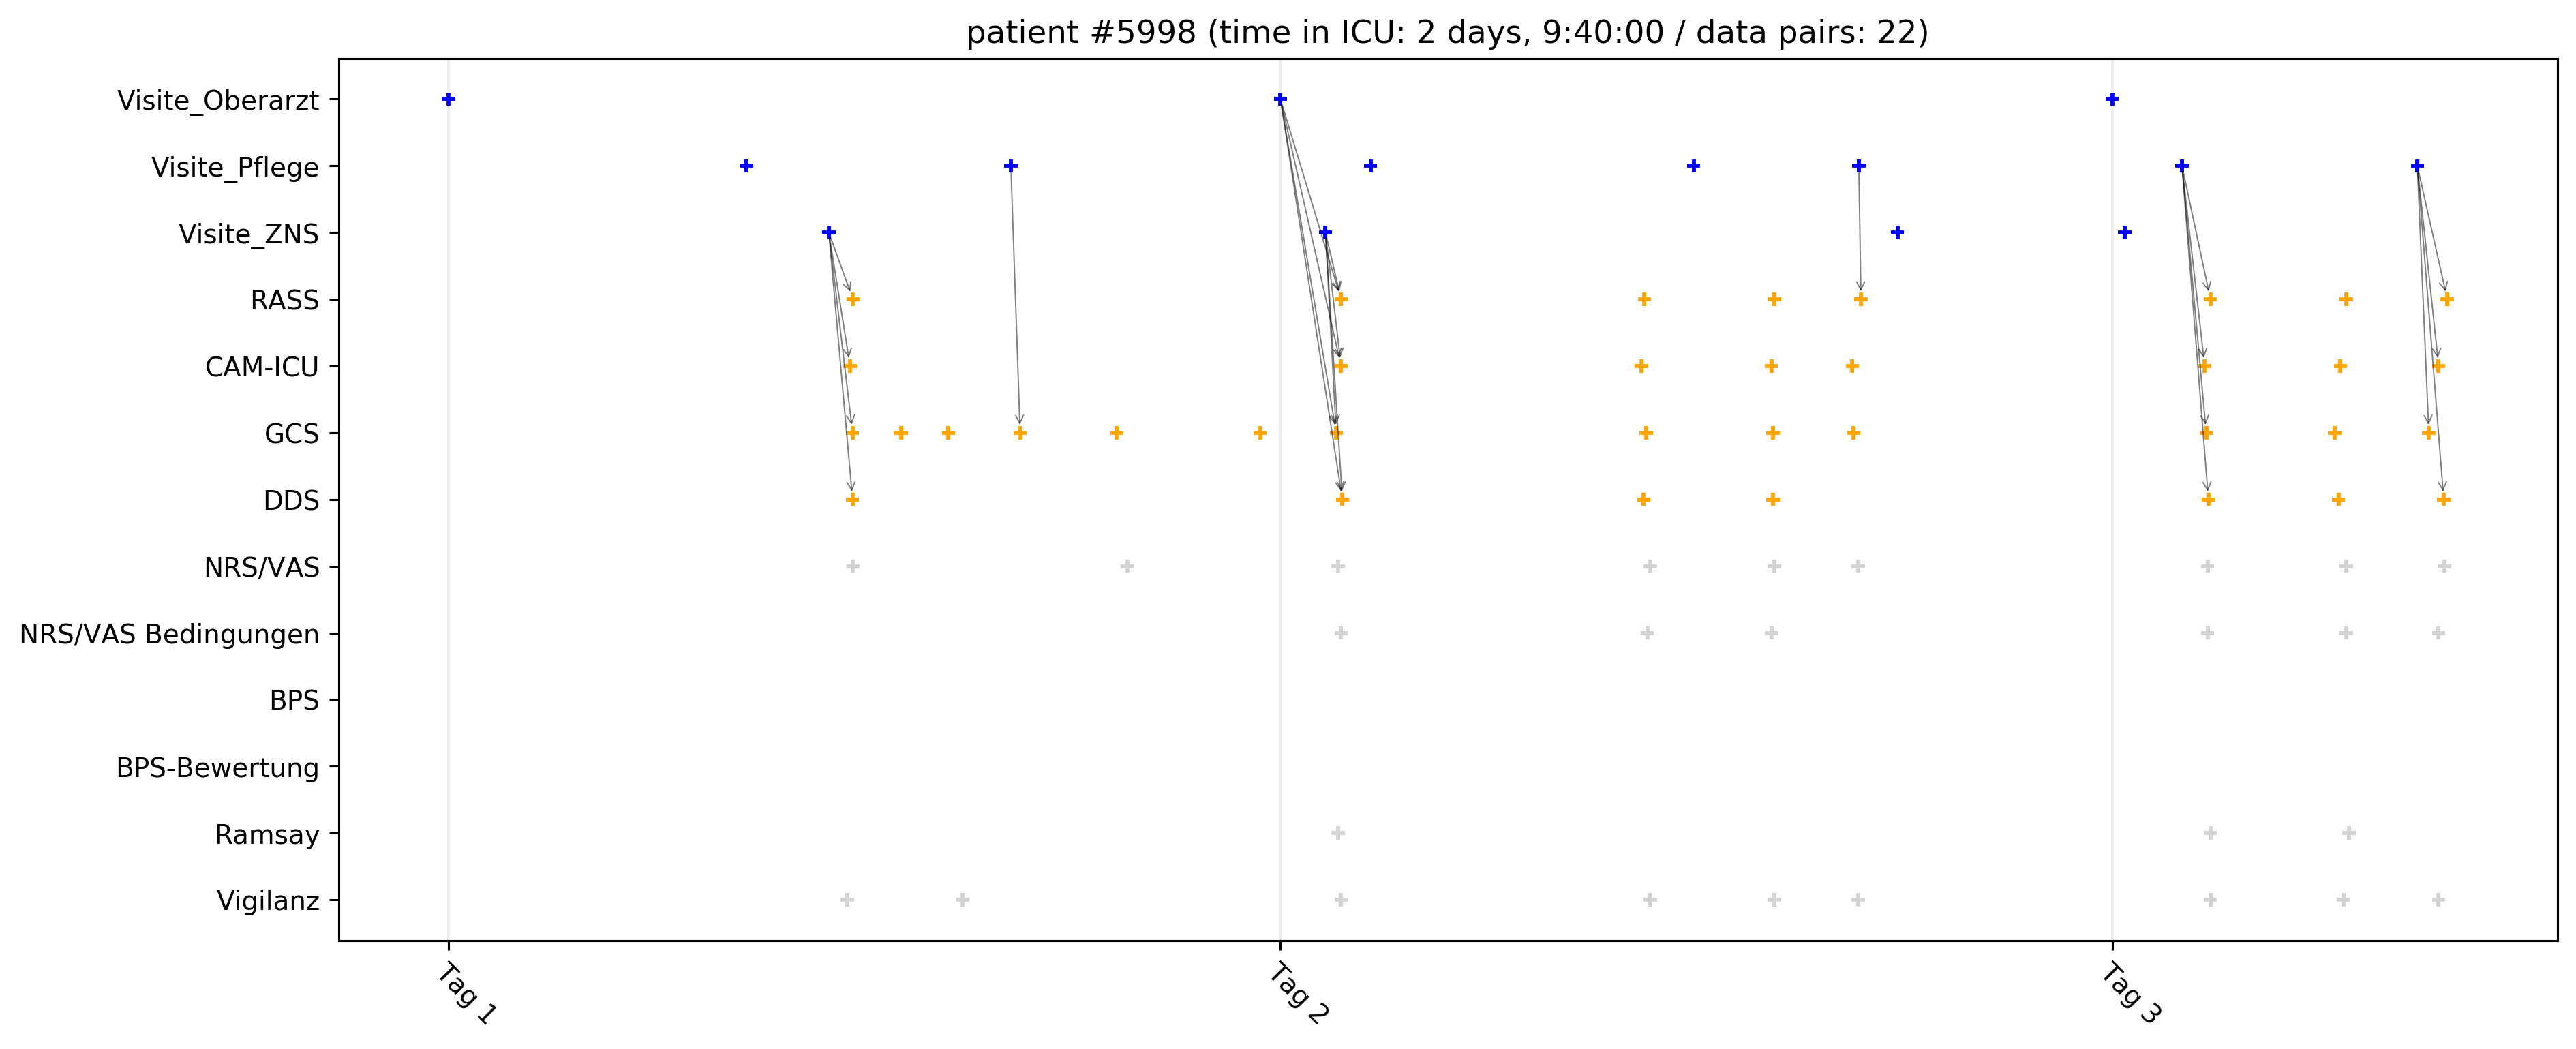 patient #5998 (time in ICU: 2 days, 9:40:00 / data pairs: 22)
Visite_Oberarzt
Visite_Pflege
Visite_ZNS
RASS
CAM-ICU
GCS
DDS
NRS/VAS
NRS/VAS Bedingungen
BPS
BPS-Bewertung
Ramsay
Vigilanz
Tag 1
Tag 2
Tag 3